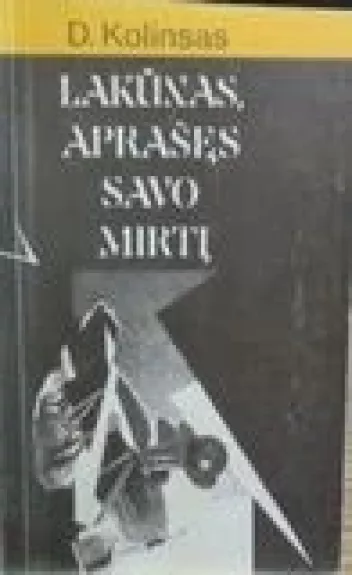 D. Kolinsas
LAKŪNAS,
APRAŠĘS
SAVO
MIRTĮ